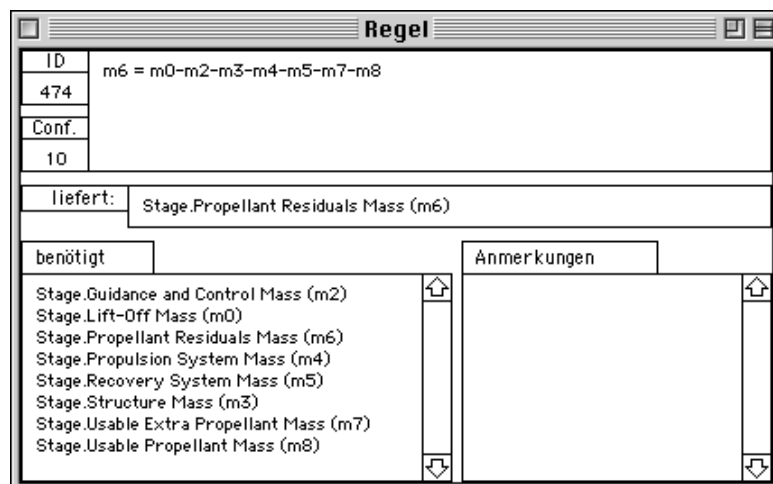 Regel
ID
474
m6 = m0-m2-m3-m4-m5-m7-m8
Conf.
10
liefert:
Stage.Propellant Residuals Mass (m6)
benötigt
Stage.Guidance and Control Mass (m2)
Stage.Lift-Off Mass (m0)
Stage.Propellant Residuals Mass (m6)
Stage.Propulsion System Mass (m4)
Stage.Recovery System Mass (m5)
Stage.Structure Mass (m3)
Stage.Usable Extra Propellant Mass (m7)
Stage.Usable Propellant Mass (m8)
Anmerkungen